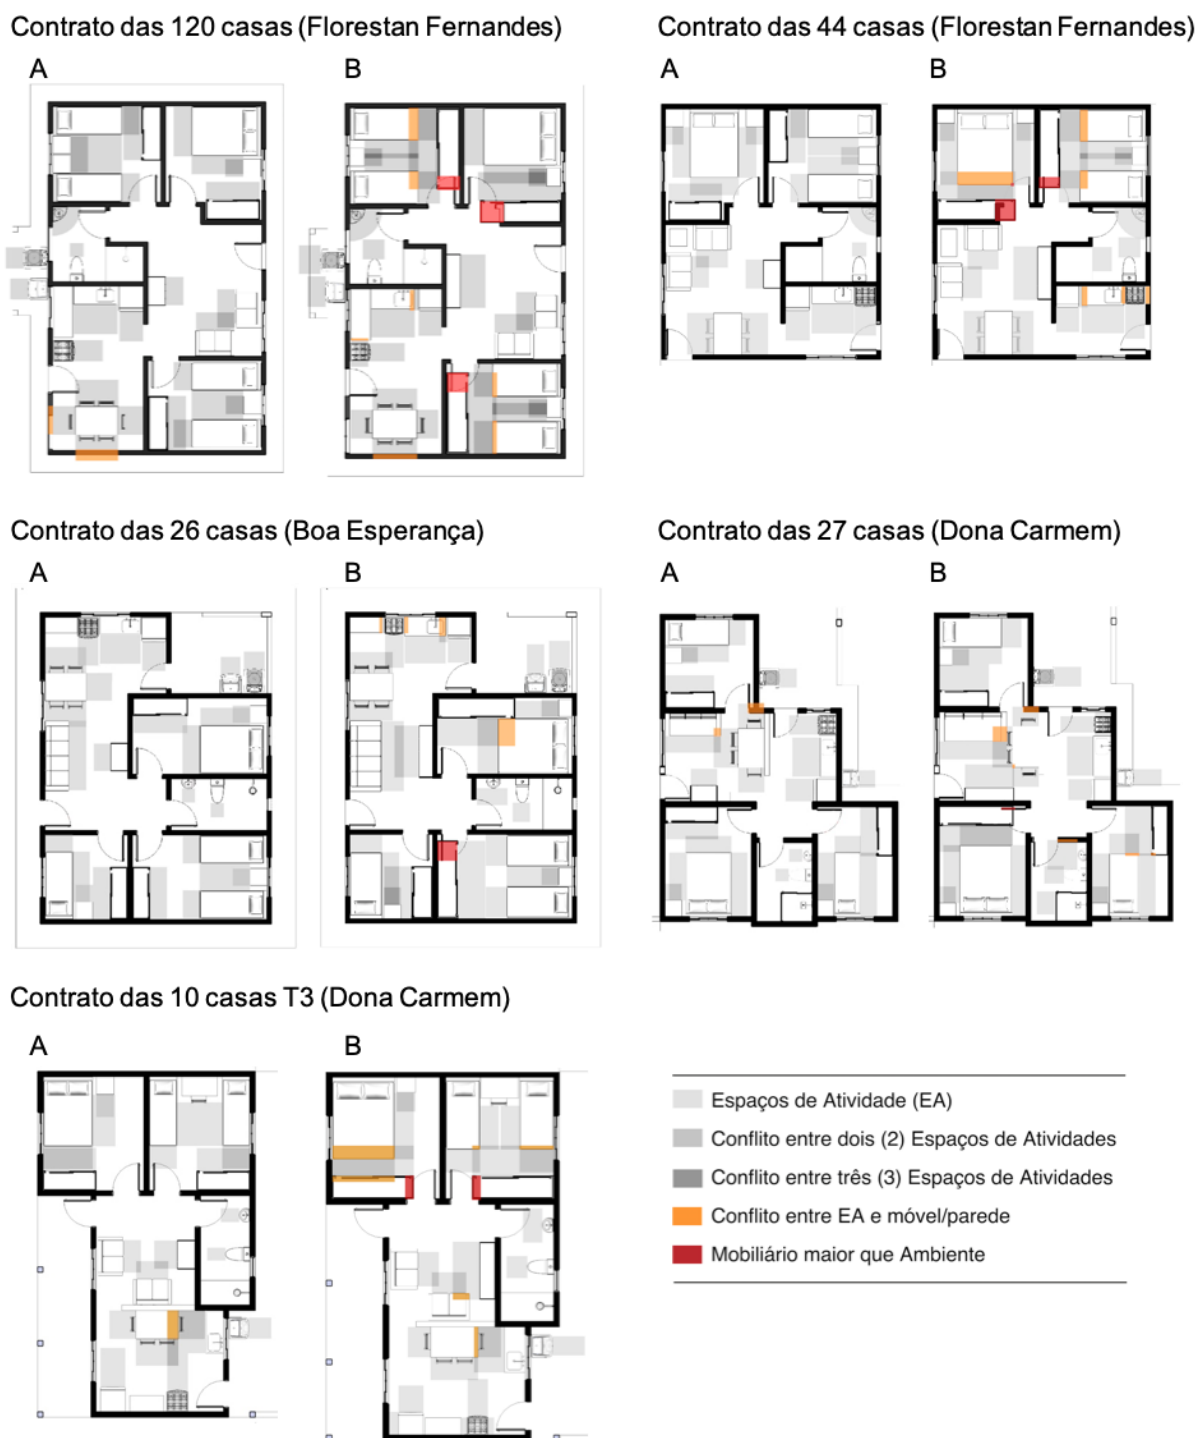 Contrato das 120 casas (Florestan Fernandes)
A
B
Contrato das 44 casas (Florestan Fernandes)
A
B
Contrato das 26 casas (Boa Esperança)
A
B
Contrato das 27 casas (Dona Carmem)
A
B
Contrato das 10 casas T3 (Dona Carmem)
A
B
Espaços de Atividade (EA)
Conflito entre dois (2) Espaços de Atividades
Conflito entre três (3) Espaços de Atividades
Conflito entre EA e móvel/parede
Mobiliário maior que Ambiente